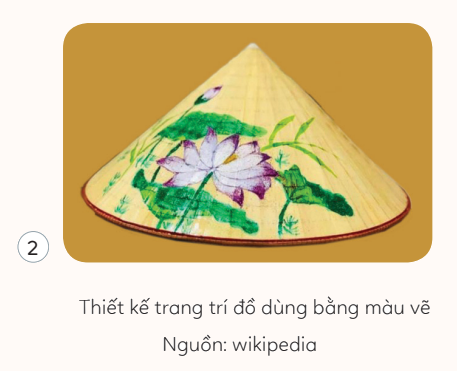 2
Thiết kế trang trí đồ dùng bằng màu vẽ
Nguồn: wikipedia